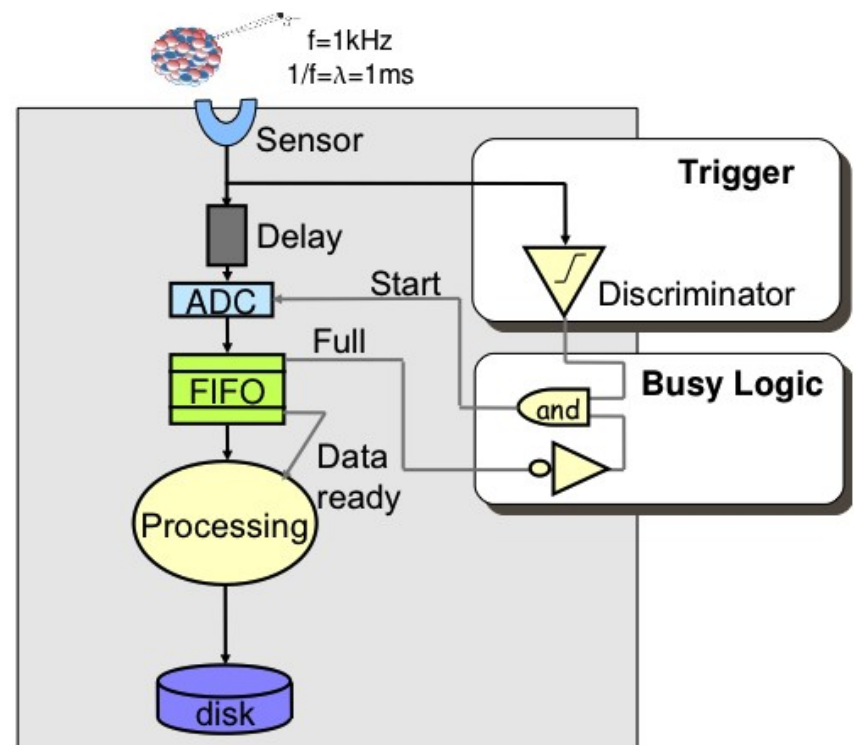 f=1kHz
1/f=λ=1ms
Sensor
Trigger
Delay
Discriminator
Start
ADC
Full
Busy Logic
FIFO
and
Data
ready
Processing
disk